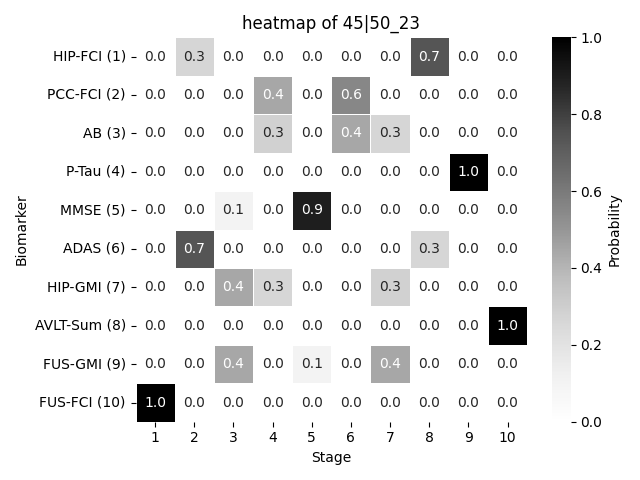 heatmap of 45|50_23
HIP-FCI (1) 0.0 0.3 0.0 0.0 0.0 0.0 0.0 0.7 0.0 0.0
PCC-FCI (2) 0.0 0.0 0.0 0.4 0.0 0.6 0.0 0.0 0.0 0.0
AB (3) 0.0 0.0 0.0 0.3 0.0 0.4 0.3 0.0 0.0 0.0
P-Tau (4) 0.0 0.0 0.0 0.0 0.0 0.0 0.0 0.0 1.0 0.0
MMSE (5) 0.0 0.0 0.1 0.0 0.9 0.0 0.0 0.0 0.0 0.0
ADAS (6) 0.0 0.7 0.0 0.0 0.0 0.0 0.0 0.3 0.0 0.0
HIP-GMI (7) 0.0 0.0 0.4 0.3 0.0 0.0 0.3 0.0 0.0 0.0
AVLT-Sum (8) 0.0 0.0 0.0 0.0 0.0 0.0 0.0 0.0 0.0 1.0
FUS-GMI (9) 0.0 0.0 0.4 0.0 0.1 0.0 0.4 0.0 0.0 0.0
FUS-FCI (10) 1.0 0.0 0.0 0.0 0.0 0.0 0.0 0.0 0.0 0.0
1 2 3 4 5 6 7 8 9 10
Stage
Biomarker
1.0
0.8
0.6
0.4
0.2
0.0
Probability